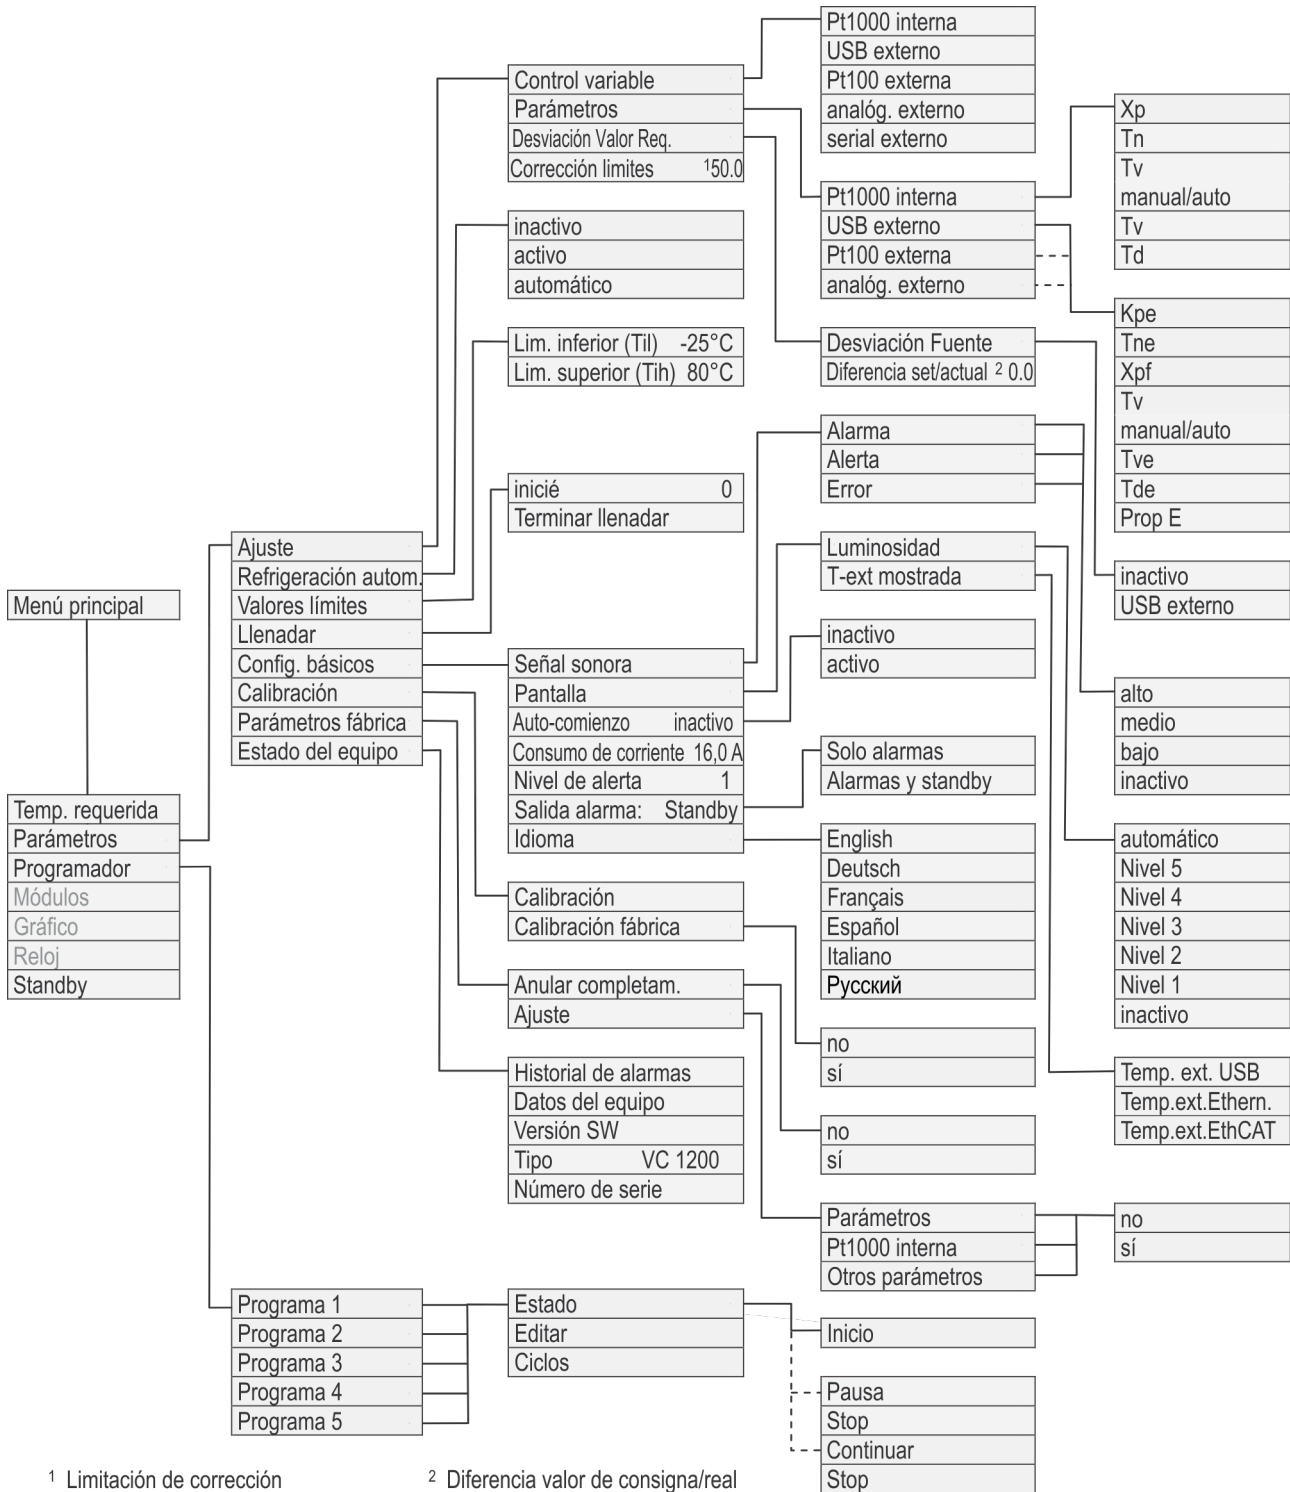 Menú principal
Temp. requerida
Parámetros
Programador
Módulos
Gráfico
Reloj
Standby
Ajuste
Refrigeración autom.
Valores límites
Llenadar
Config. básicos
Calibración
Parámetros fábrica
Estado del equipo
Programa 1
Programa 2
Programa 3
Programa 4
Programa 5
Control variable
Parámetros
Desviación Valor Req.
Corrección limites ¹50.0
inactivo
activo
automático
Lim. inferior (Til) -25°C
Lim. superior (Tih) 80°C
inicié 0
Terminar llenadar
Señal sonora
Pantalla
Auto-comienzo inactivo
Consumo de corriente 16,0 A
Nivel de alerta 1
Salida alarma: Standby
Idioma
Calibración
Calibración fábrica
Anular completam.
Ajuste
Historial de alarmas
Datos del equipo
Versión SW
Tipo VC 1200
Número de serie
Estado
Editar
Ciclos
Pt1000 interna
USB externo
Pt100 externa
analóg. externo
serial externo
Pt1000 interna
USB externo
Pt100 externa
analóg. externo
Desviación Fuente
Diferencia set/actual ² 0.0
Alarma
Alerta
Error
Luminosidad
T-ext mostrada
inactivo
activo
Solo alarmas
Alarmas y standby
English
Deutsch
Français
Español
Italiano
Русский
no
sí
no
sí
Parámetros
Pt1000 interna
Otros parámetros
Inicio
Pausa
Stop
Continuar
Stop
Xp
Tn
Tv
manual/auto
Tv
Td
Kpe
Tne
Xpf
Tv
manual/auto
Tve
Tde
Prop E
inactivo
USB externo
alto
medio
bajo
inactivo
automático
Nivel 5
Nivel 4
Nivel 3
Nivel 2
Nivel 1
inactivo
Temp. ext. USB
Temp.ext.Ethern.
Temp.ext.EthCAT
no
sí
¹ Limitación de corrección
² Diferencia valor de consigna/real